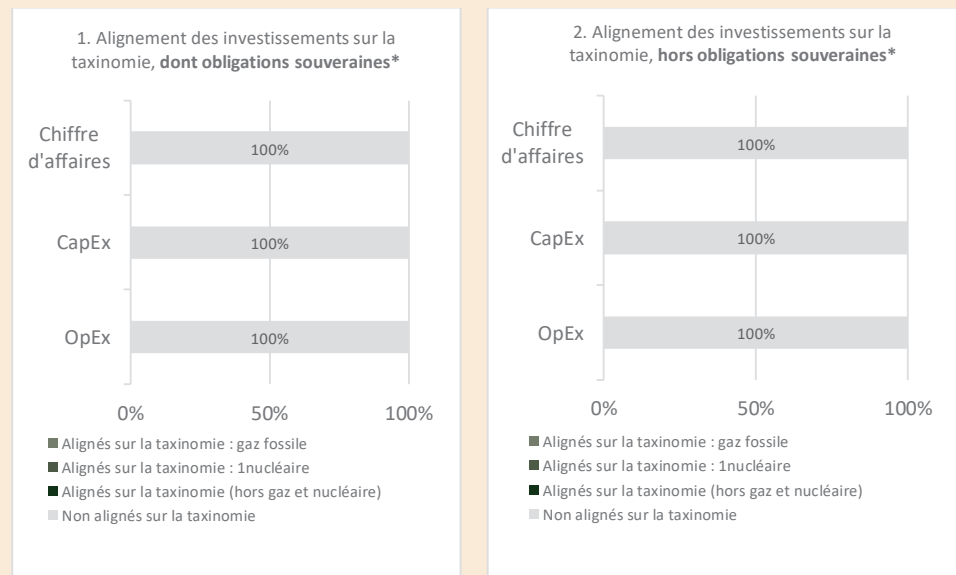 1. Alignement des investissements sur la
taxinomie, dont obligations souveraines*
Chiffre
d'affaires
100%
CapEx
100%
OpEx
100%
0%
50%
100%
Alignés sur la taxinomie : gaz fossile
Alignés sur la taxinomie : 1nucléaire
Alignés sur la taxinomie (hors gaz et nucléaire)
Non alignés sur la taxinomie
2. Alignement des investissements sur la
taxinomie, hors obligations souveraines*
Chiffre
d'affaires
100%
CapEx
100%
OpEx
100%
0%
50%
100%
Alignés sur la taxinomie : gaz fossile
Alignés sur la taxinomie : 1nucléaire
Alignés sur la taxinomie (hors gaz et nucléaire)
Non alignés sur la taxinomie